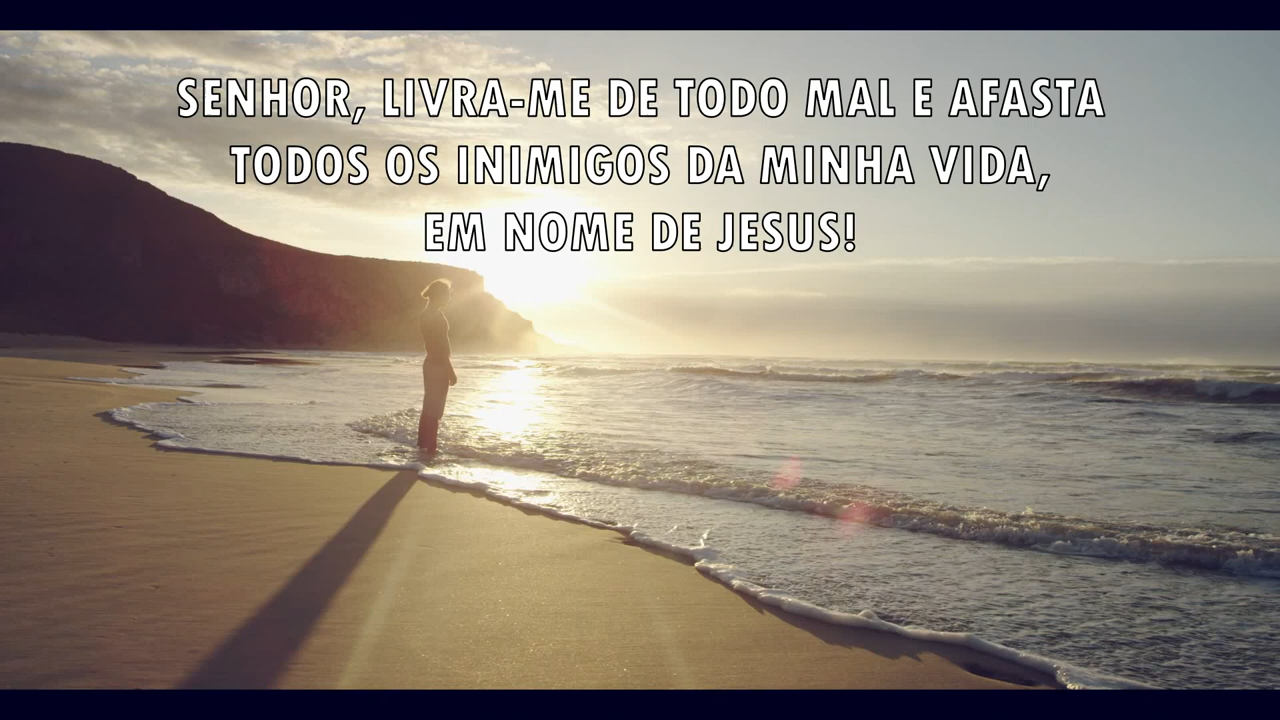 SENHOR, LIVRA-ME DE TODO MAL E AFASTA
TODOS OS INIMIGOS DA MINHA VIDA,
EM NOME DE JESUS!